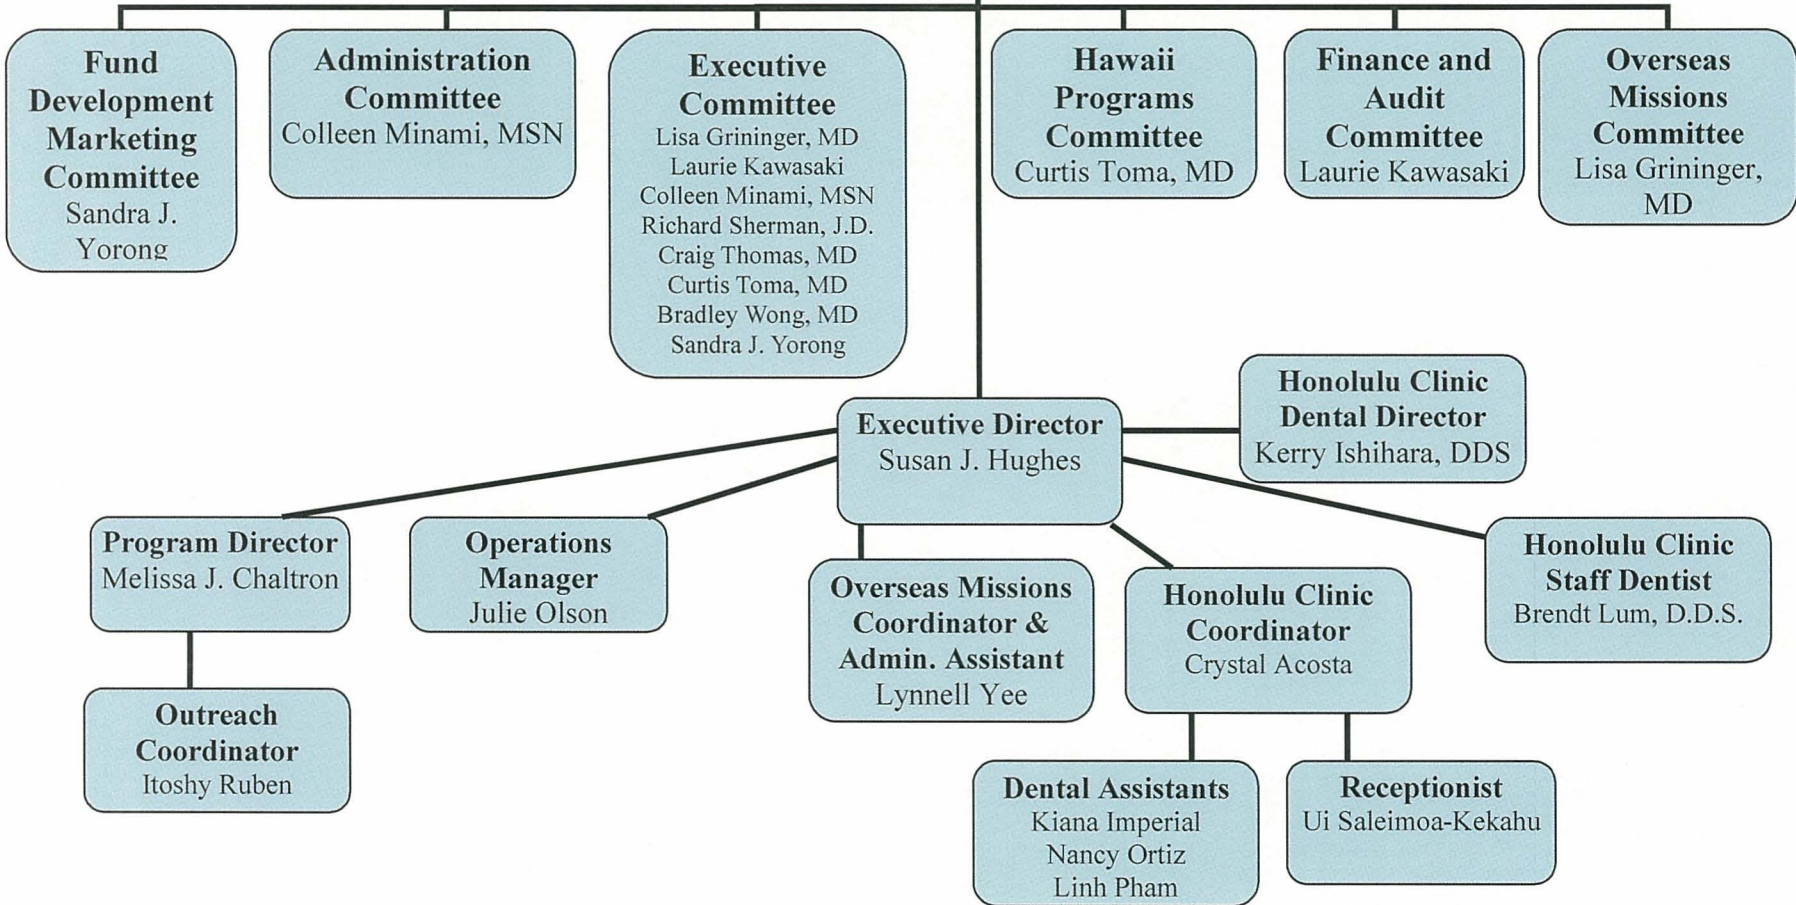 Fund
Development
Marketing
Committee
Sandra J.
Yorong
Administration
Committee
Colleen Minami, MSN
Executive
Committee
Lisa Grininger, MD
Laurie Kawasaki
Colleen Minami, MSN
Richard Sherman, J.D.
Craig Thomas, MD
Curtis Toma, MD
Bradley Wong, MD
Sandra J. Yorong
Hawaii
Programs
Committee
Curtis Toma, MD
Finance and
Audit
Committee
Laurie Kawasaki
Overseas
Missions
Committee
Lisa Grininger,
MD
Executive Director
Susan J. Hughes
Honolulu Clinic
Dental Director
Kerry Ishihara, DDS
Program Director
Melissa J. Chaltron
Operations
Manager
Julie Olson
Overseas Missions
Coordinator &
Admin. Assistant
Lynnell Yee
Honolulu Clinic
Coordinator
Crystal Acosta
Honolulu Clinic
Staff Dentist
Brendt Lum, D.D.S.
Outreach
Coordinator
Itoshy Ruben
Dental Assistants
Kiana Imperial
Nancy Ortiz
Linh Pham
Receptionist
Ui Saleimoa-Kekahu